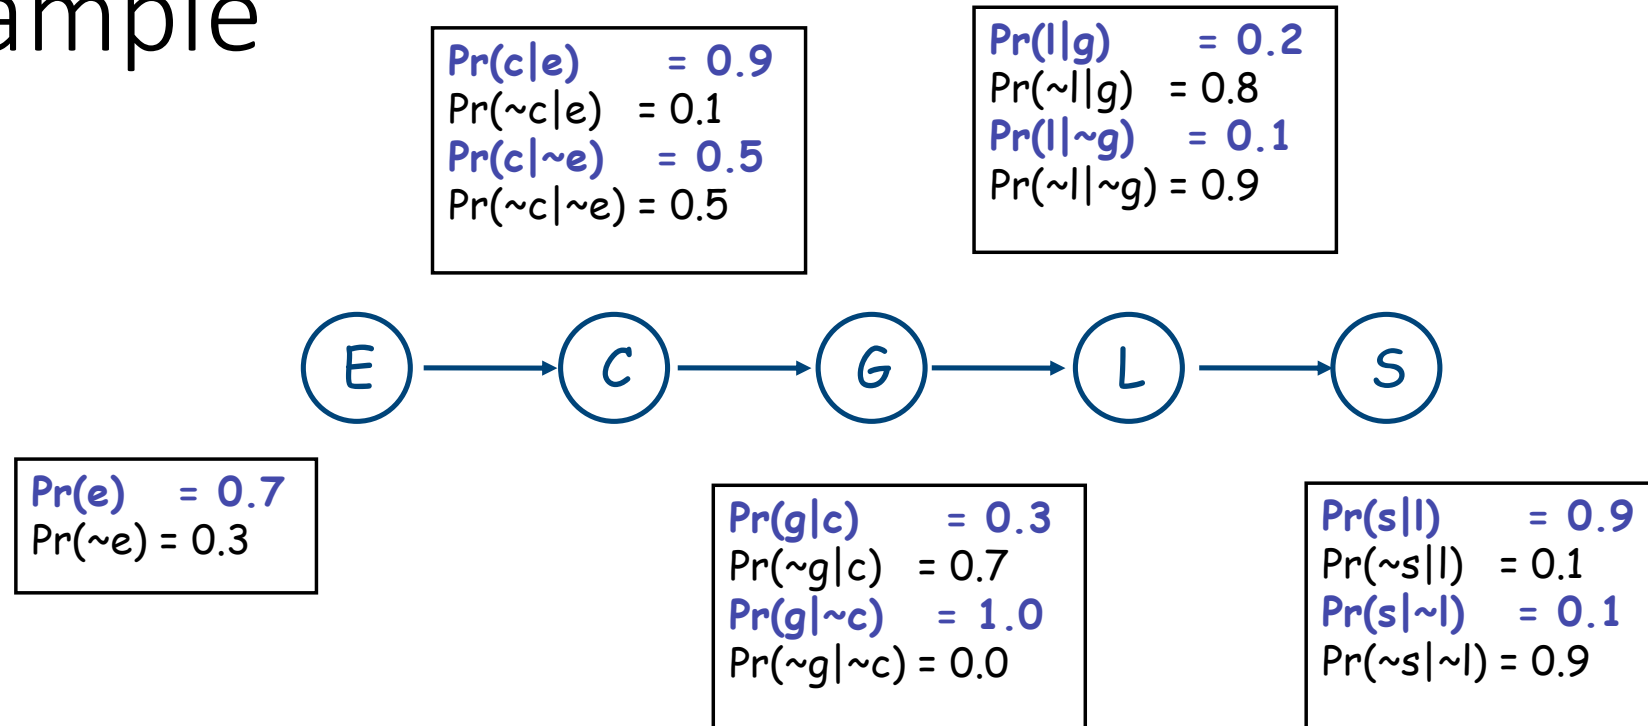 ample
Pr(c|e) = 0.9
Pr(~c|e) = 0.1
Pr(c|~e) = 0.5
Pr(~c|~e) = 0.5
Pr(l|g) = 0.2
Pr(~l|g) = 0.8
Pr(l|~g) = 0.1
Pr(~l|~g) = 0.9
E C G L S
Pr(e) = 0.7
Pr(~e) = 0.3
Pr(g|c) = 0.3
Pr(~g|c) = 0.7
Pr(g|~c) = 1.0
Pr(~g|~c) = 0.0
Pr(s|l) = 0.9
Pr(~s|l) = 0.1
Pr(s|~l) = 0.1
Pr(~s|~l) = 0.9